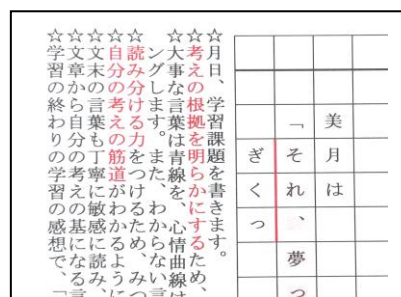 美月は
「それ、夢っ
ぎくっ
☆月日、学習課題を書きます。
☆考えの根拠を明らかにするため、
☆大事な言葉は青線を、心情曲線は
ングします。また、わからない言
☆読み分ける力をつけるため、みつ
☆自分の考えの筋道がわかるように
☆文末の言葉も丁寧に敏感に読み、
☆文章から自分の考えの基になる言
☆学習の終わりの学習の感想で、「